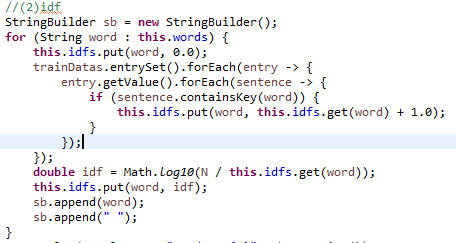 //(2)idf
StringBuilder sb = new StringBuilder();
for (String word : this.words) {
    this.idfs.put(word, 0.0);
    trainDatas.entrySet().forEach(entry -> {
        entry.getValue().forEach(sentence -> {
            if (sentence.containsKey(word)) {
                this.idfs.put(word, this.idfs.get(word) + 1.0);
            }
        });
    });
    double idf = Math.log10(N / this.idfs.get(word));
    this.idfs.put(word, idf);
    sb.append(word);
    sb.append(" ");
}